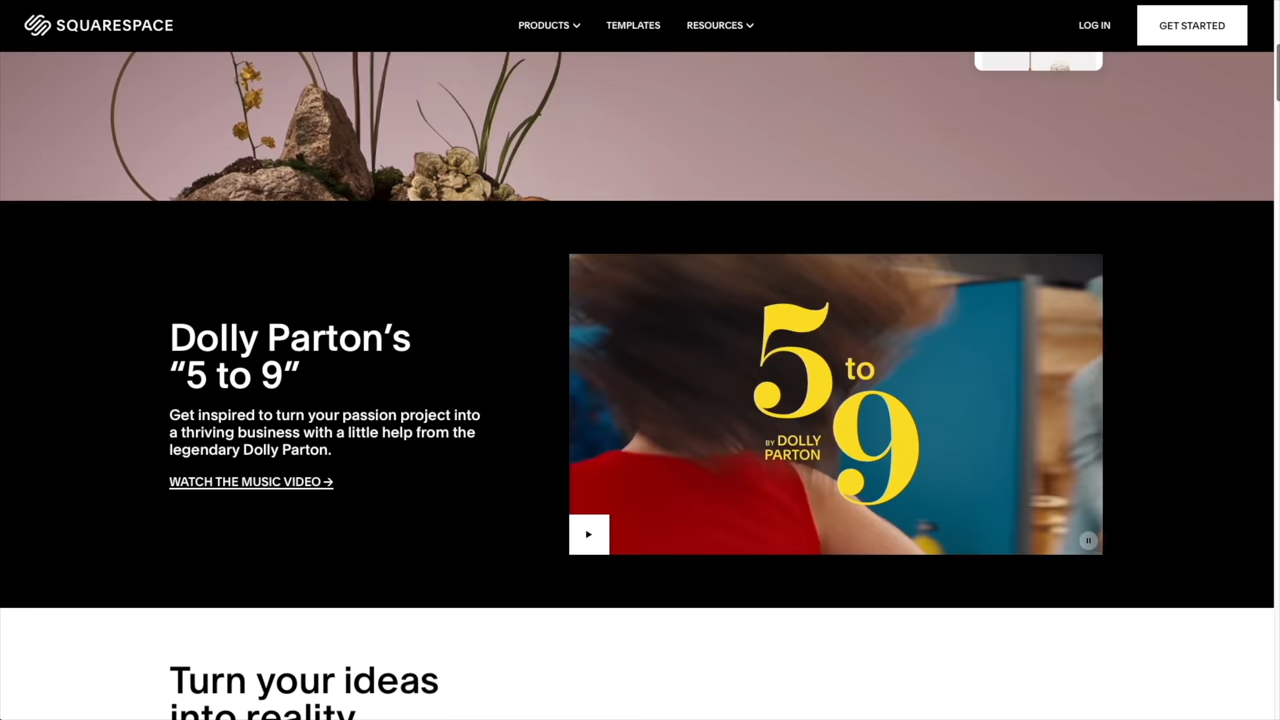 SQUARESPACE
PRODUCTS
TEMPLATES
RESOURCES
LOG IN
GET STARTED
Dolly Parton’s
“5 to 9”
Get inspired to turn your passion project into
a thriving business with a little help from the
legendary Dolly Parton.
WATCH THE MUSIC VIDEO →
5
to
9
BY DOLLY
PARTON
Turn your ideas
into reality